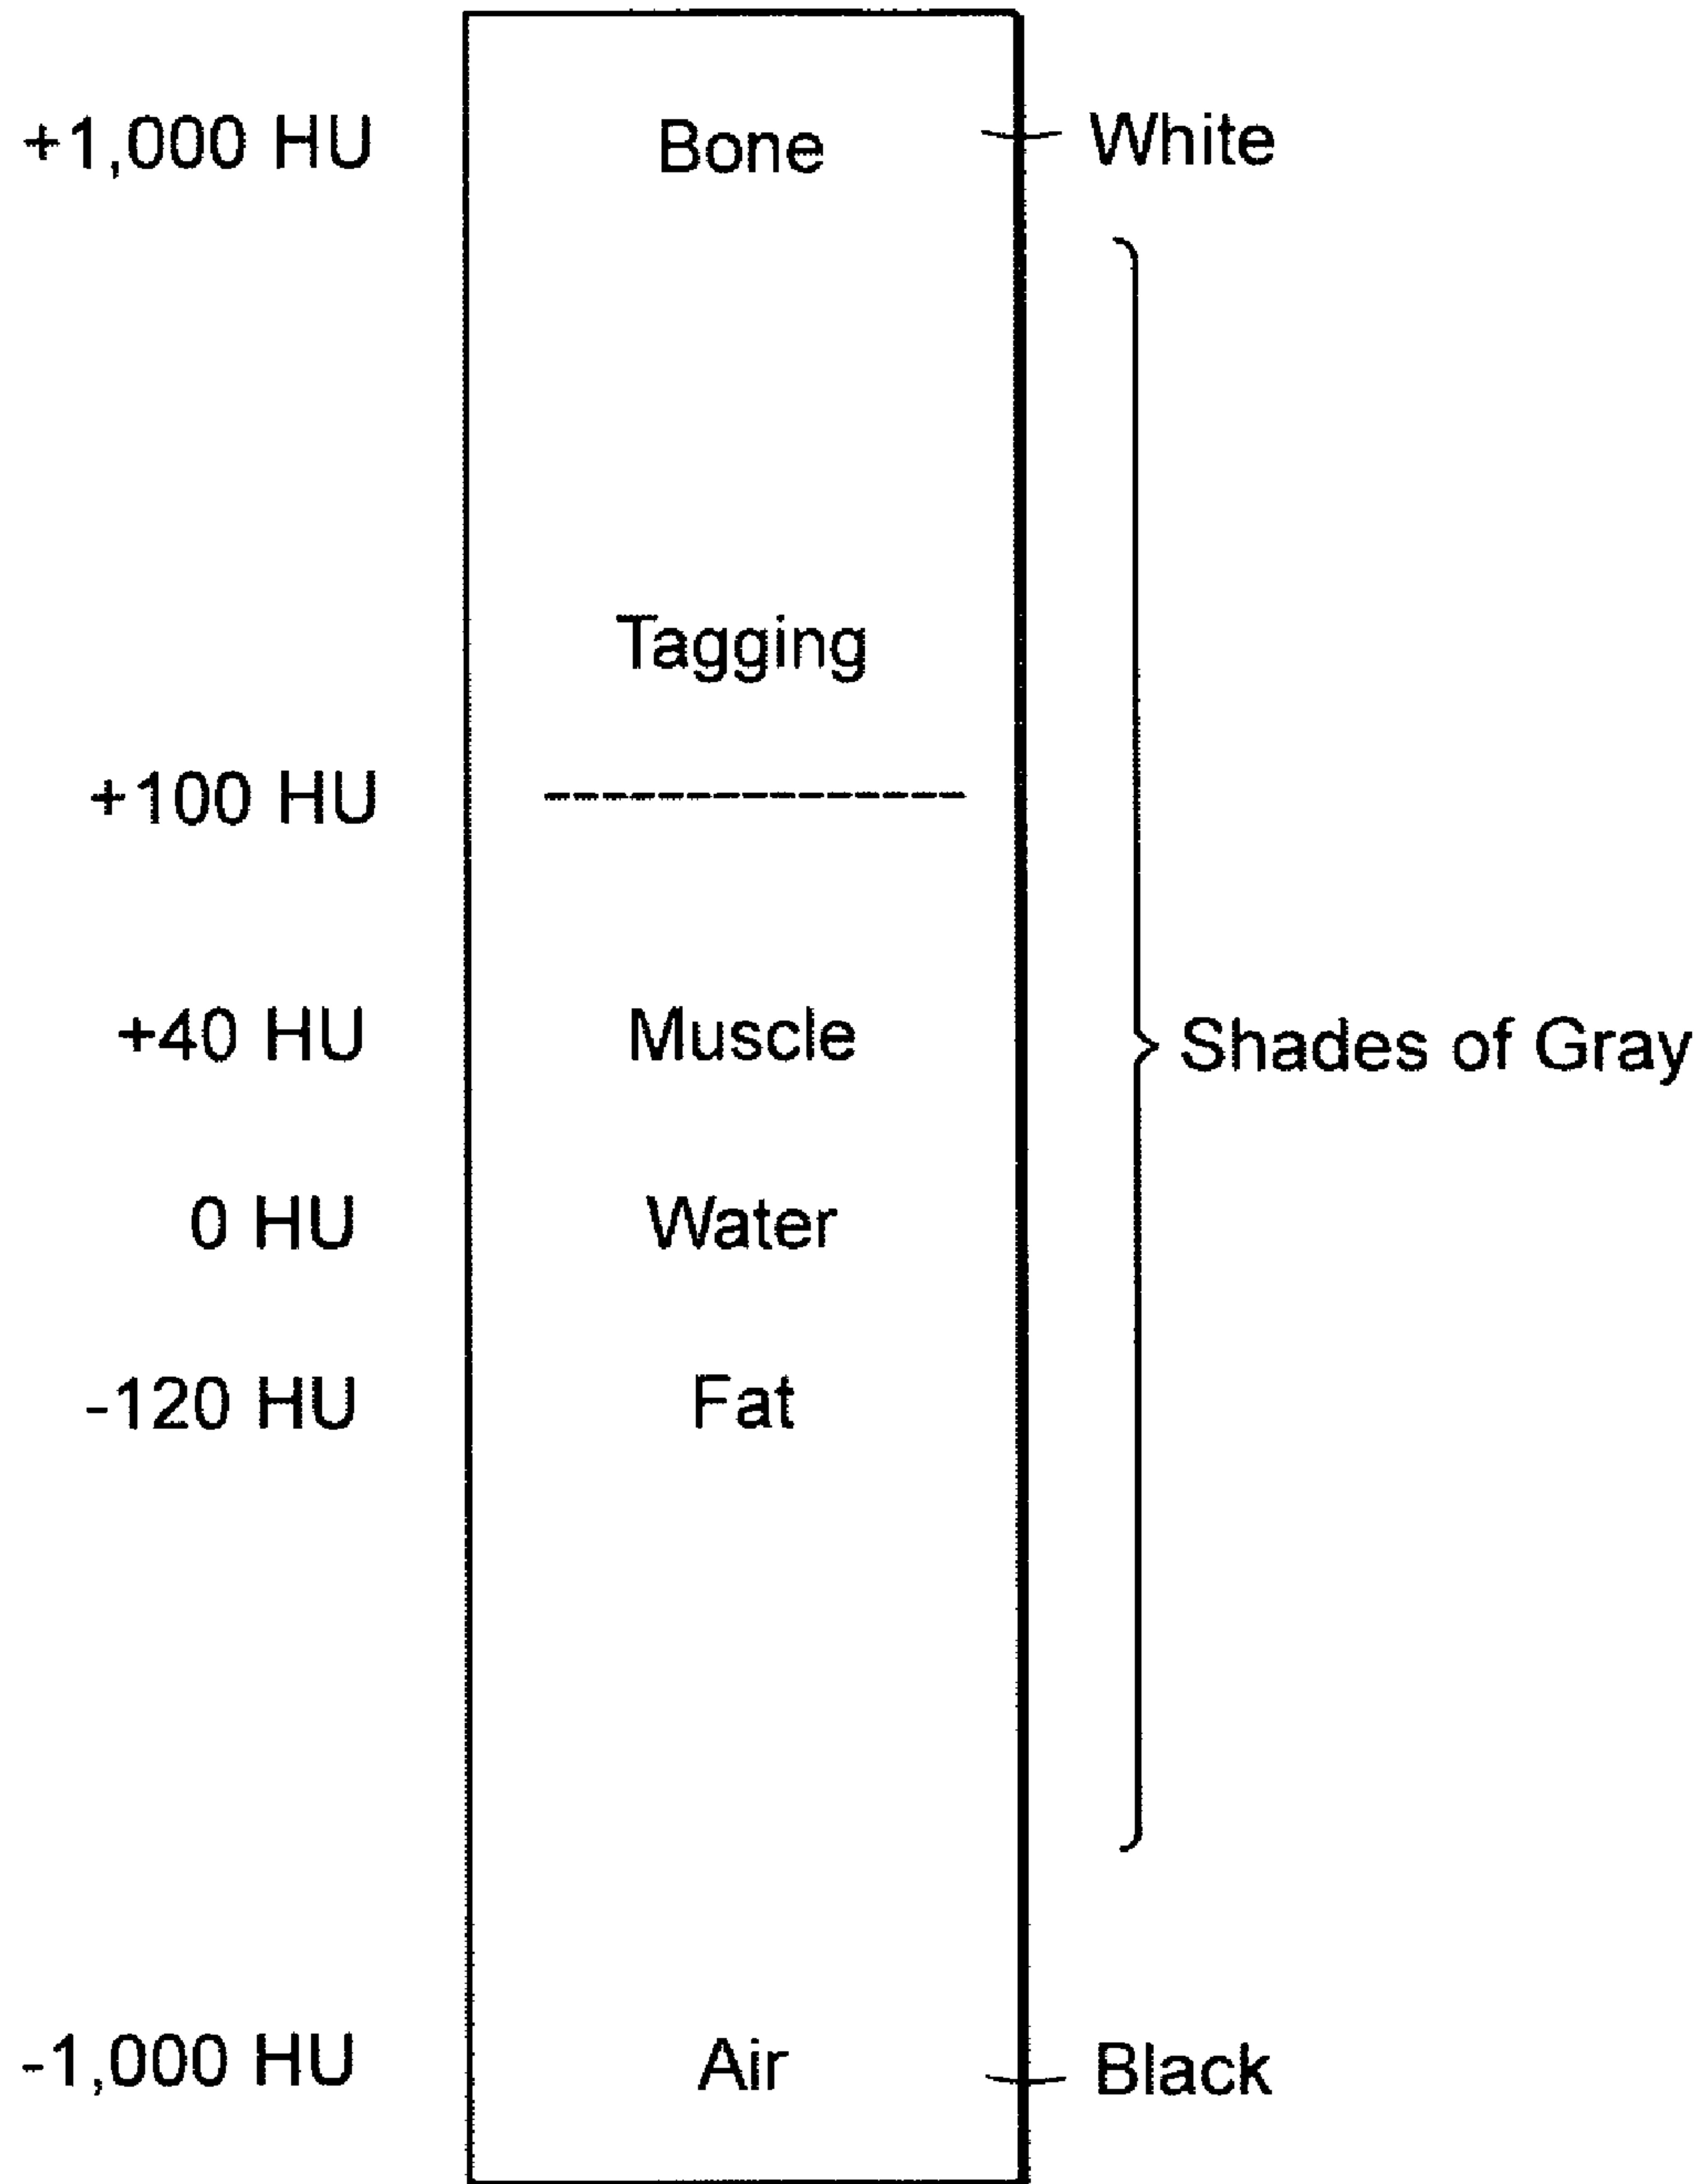 +1,000 HU Bone White
Tagging
+100 HU
+40 HU Muscle Shades of Gray
0 HU Water
-120 HU Fat
-1,000 HU Air Black